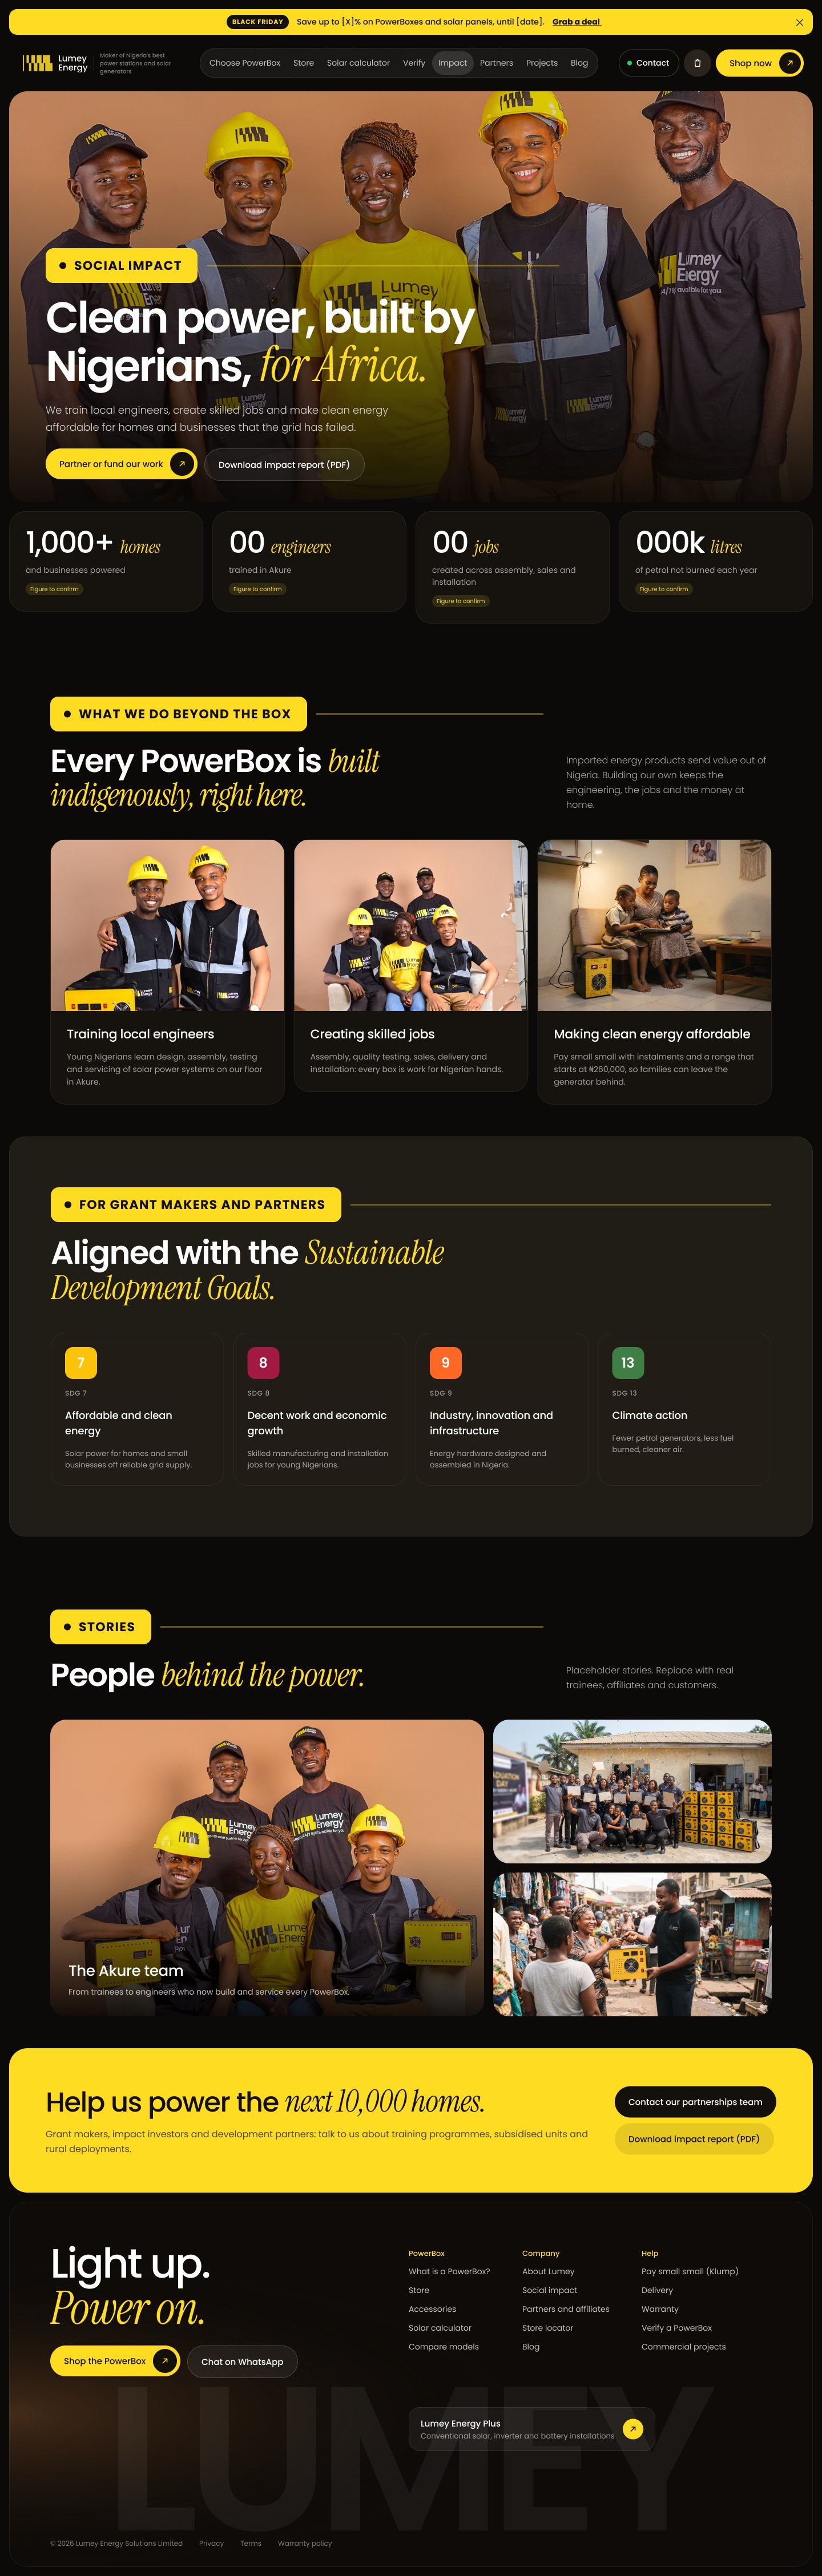 BLACK FRIDAY Save up to [X]% on PowerBoxes and solar panels, until [date]. Grab a deal
Lumey Energy
Maker of Nigeria's best power stations and solar generators
Choose PowerBox Store Solar calculator Verify Impact Partners Projects Blog
Contact
Shop now
SOCIAL IMPACT
Clean power, built by
Nigerians, for Africa.
We train local engineers, create skilled jobs and make clean energy
affordable for homes and businesses that the grid has failed.
Partner or fund our work
Download impact report (PDF)
1,000+ homes
and businesses powered
Figure to confirm
00 engineers
trained in Akure
Figure to confirm
00 jobs
created across assembly, sales and
installation
Figure to confirm
000k litres
of petrol not burned each year
Figure to confirm
WHAT WE DO BEYOND THE BOX
Every PowerBox is built
indigenously, right here.
Imported energy products send value out of
Nigeria. Building our own keeps the
engineering, the jobs and the money at
home.
Training local engineers
Young Nigerians learn design, assembly, testing
and servicing of solar power systems on our floor
in Akure.
Creating skilled jobs
Assembly, quality testing, sales, delivery and
installation: every box is work for Nigerian hands.
Making clean energy affordable
Pay small small with instalments and a range that
starts at ₦260,000, so families can leave the
generator behind.
FOR GRANT MAKERS AND PARTNERS
Aligned with the Sustainable
Development Goals.
7
SDG 7
Affordable and clean
energy
Solar power for homes and small
businesses off reliable grid supply.
8
SDG 8
Decent work and economic
growth
Skilled manufacturing and installation
jobs for young Nigerians.
9
SDG 9
Industry, innovation and
infrastructure
Energy hardware designed and
assembled in Nigeria.
13
SDG 13
Climate action
Fewer petrol generators, less fuel
burned, cleaner air.
STORIES
People behind the power.
Placeholder stories. Replace with real
trainees, affiliates and customers.
The Akure team
From trainees to engineers who now build and service every PowerBox.
Help us power the next 10,000 homes.
Grant makers, impact investors and development partners: talk to us about training programmes, subsidised units and
rural deployments.
Contact our partnerships team
Download impact report (PDF)
Light up.
Power on.
Shop the PowerBox
Chat on WhatsApp
PowerBox
What is a PowerBox?
Store
Accessories
Solar calculator
Compare models
Company
About Lumey
Social impact
Partners and affiliates
Store locator
Blog
Help
Pay small small (Klump)
Delivery
Warranty
Verify a PowerBox
Commercial projects
Lumey Energy Plus
Conventional solar, inverter and battery installations
LUMEY
© 2026 Lumey Energy Solutions Limited Privacy Terms Warranty policy